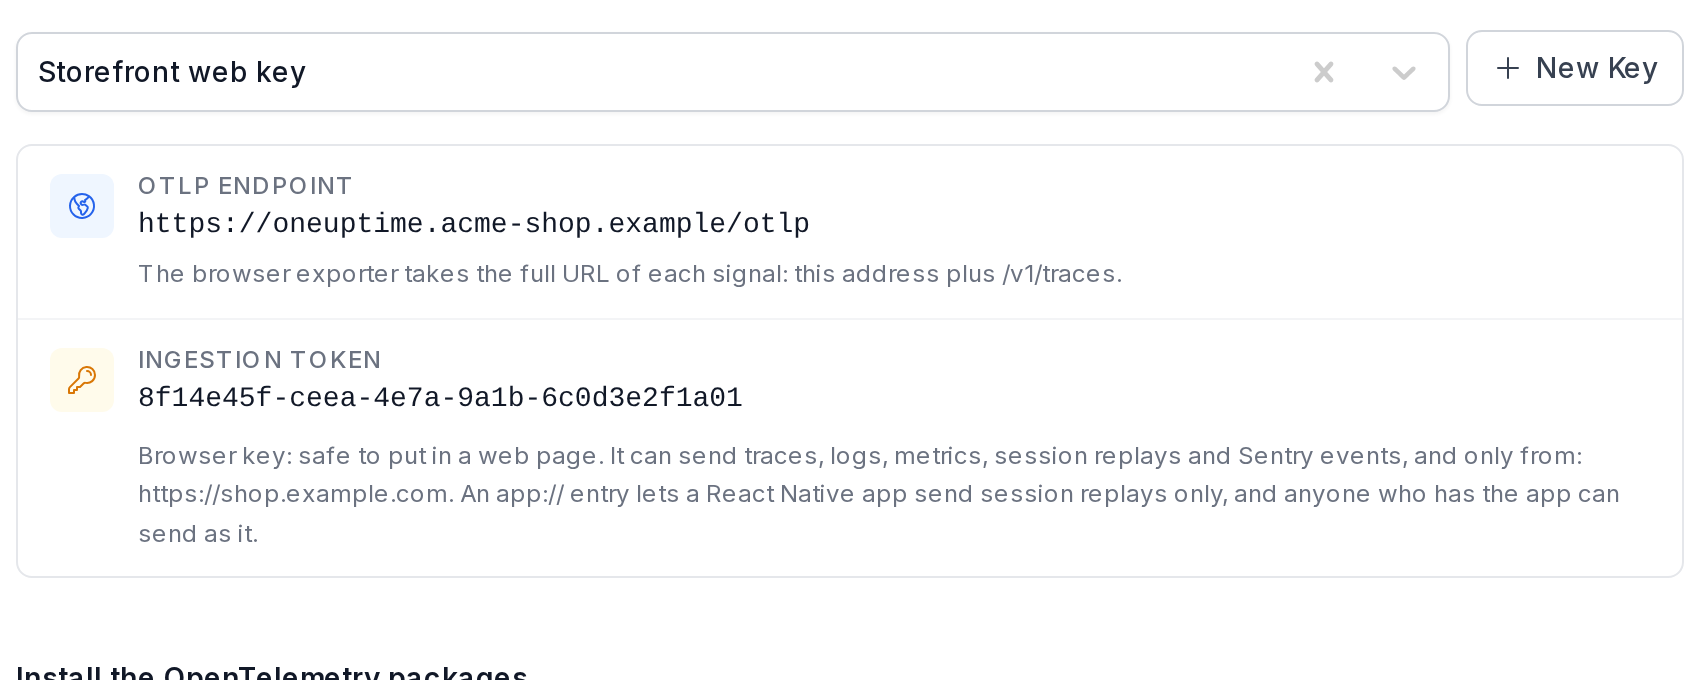 Storefront web key
New Key
OTLP ENDPOINT
https://oneuptime.acme-shop.example/otlp
The browser exporter takes the full URL of each signal: this address plus /v1/traces.
INGESTION TOKEN
8f14e45f-ceea-4e7a-9a1b-6c0d3e2f1a01
Browser key: safe to put in a web page. It can send traces, logs, metrics, session replays and Sentry events, and only from:
https://shop.example.com. An app:// entry lets a React Native app send session replays only, and anyone who has the app can
send as it.
Install the OpenTelemetry packages